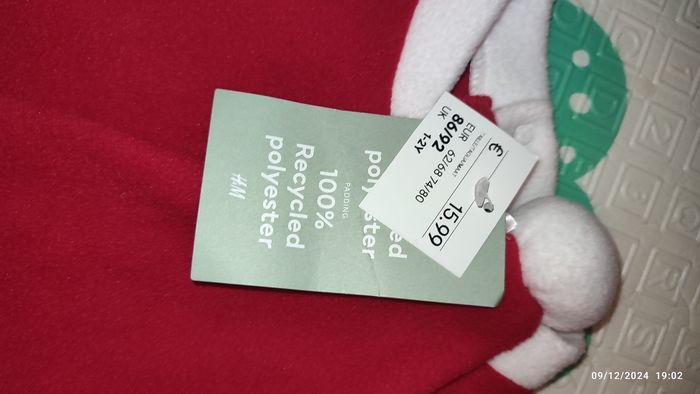 polyester
PADDING
100%
Recycled
polyester
H&M
€ 15.99
62/68 74/80
EUR 86/92
UK 1-2Y
09/12/2024 19:02